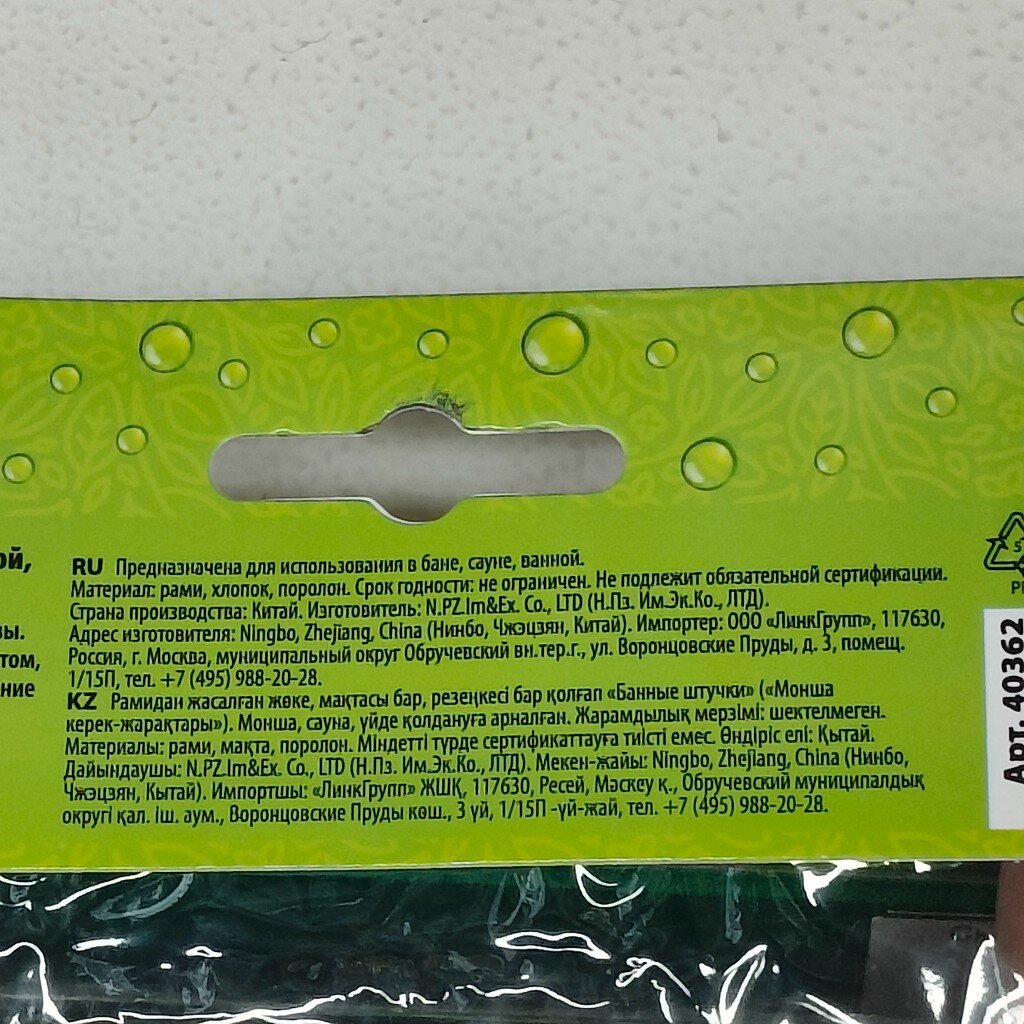 ой,
вы.
том,
ние
RU Предназначена для использования в бане, сауне, ванной.
Материал: рами, хлопок, поролон. Срок годности: не ограничен. Не подлежит обязательной сертификации.
Страна производства: Китай. Изготовитель: N.PZ.Im&Ex. Co., LTD (Н.Пз. Им.Эк.Ко., ЛТД).
Адрес изготовителя: Ningbo, Zhejiang, China (Нинбо, Чжэцзян, Китай). Импортер: ООО «ЛинкГрупп», 117630,
Россия, г. Москва, муниципальный округ Обручевский вн.тер.г., ул. Воронцовские Пруды, д. 3, помещ.
1/15П, тел. +7 (495) 988-20-28.
KZ Рамидан жасалған жөке, мақтасы бар, резеңкесі бар қолғап «Банные штучки» («Монша
керек-жарақтары»). Монша, сауна, үйде қолдануға арналған. Жарамдылық мерзімі: шектелмеген.
Материалы: рами, мақта, поролон. Міндетті түрде сертификаттауға тиісті емес. Өндіріс елі: Қытай.
Дайындаушы: N.PZ.Im&Ex. Co., LTD (Н.Пз. Им.Эк.Ко., ЛТД). Мекен-жайы: Ningbo, Zhejiang, China (Нинбо,
Чжэцзян, Кытай). Импортшы: «ЛинкГрупп» ЖШҚ, 117630, Ресей, Мәскеу қ., Обручевский муниципалдық
округі қал. іш. аум., Воронцовские Пруды көш., 3 үй, 1/15П -үй-жай, тел. +7 (495) 988-20-28.
Арт. 40362